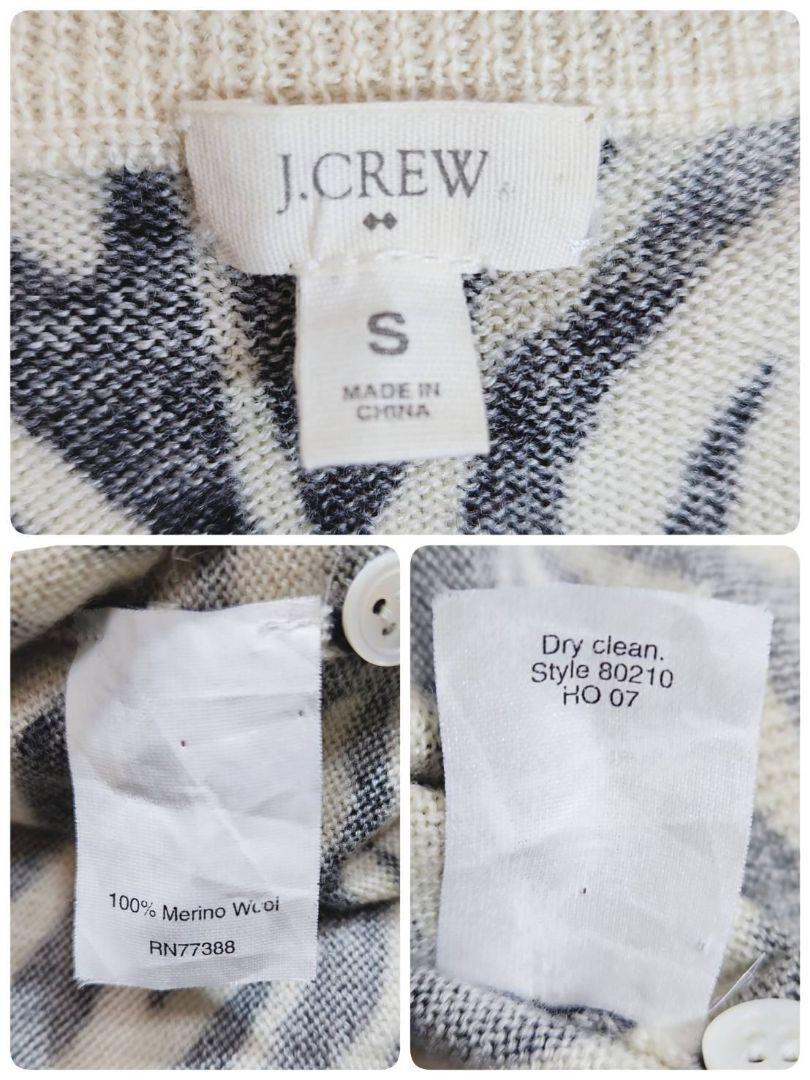 J.CREW
S
MADE IN
CHINA
100% Merino Wool
RN77388
Dry clean.
Style 80210
HO 07